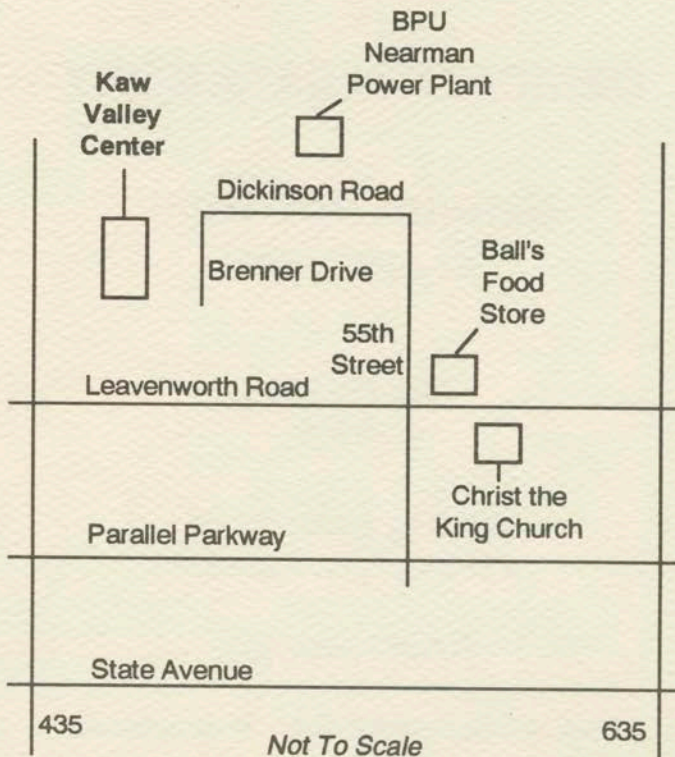 BPU
Nearman
Power Plant
Kaw
Valley
Center
Dickinson Road
Brenner Drive
Ball's
Food
Store
55th
Street
Leavenworth Road
Christ the
King Church
Parallel Parkway
State Avenue
435
Not To Scale
635